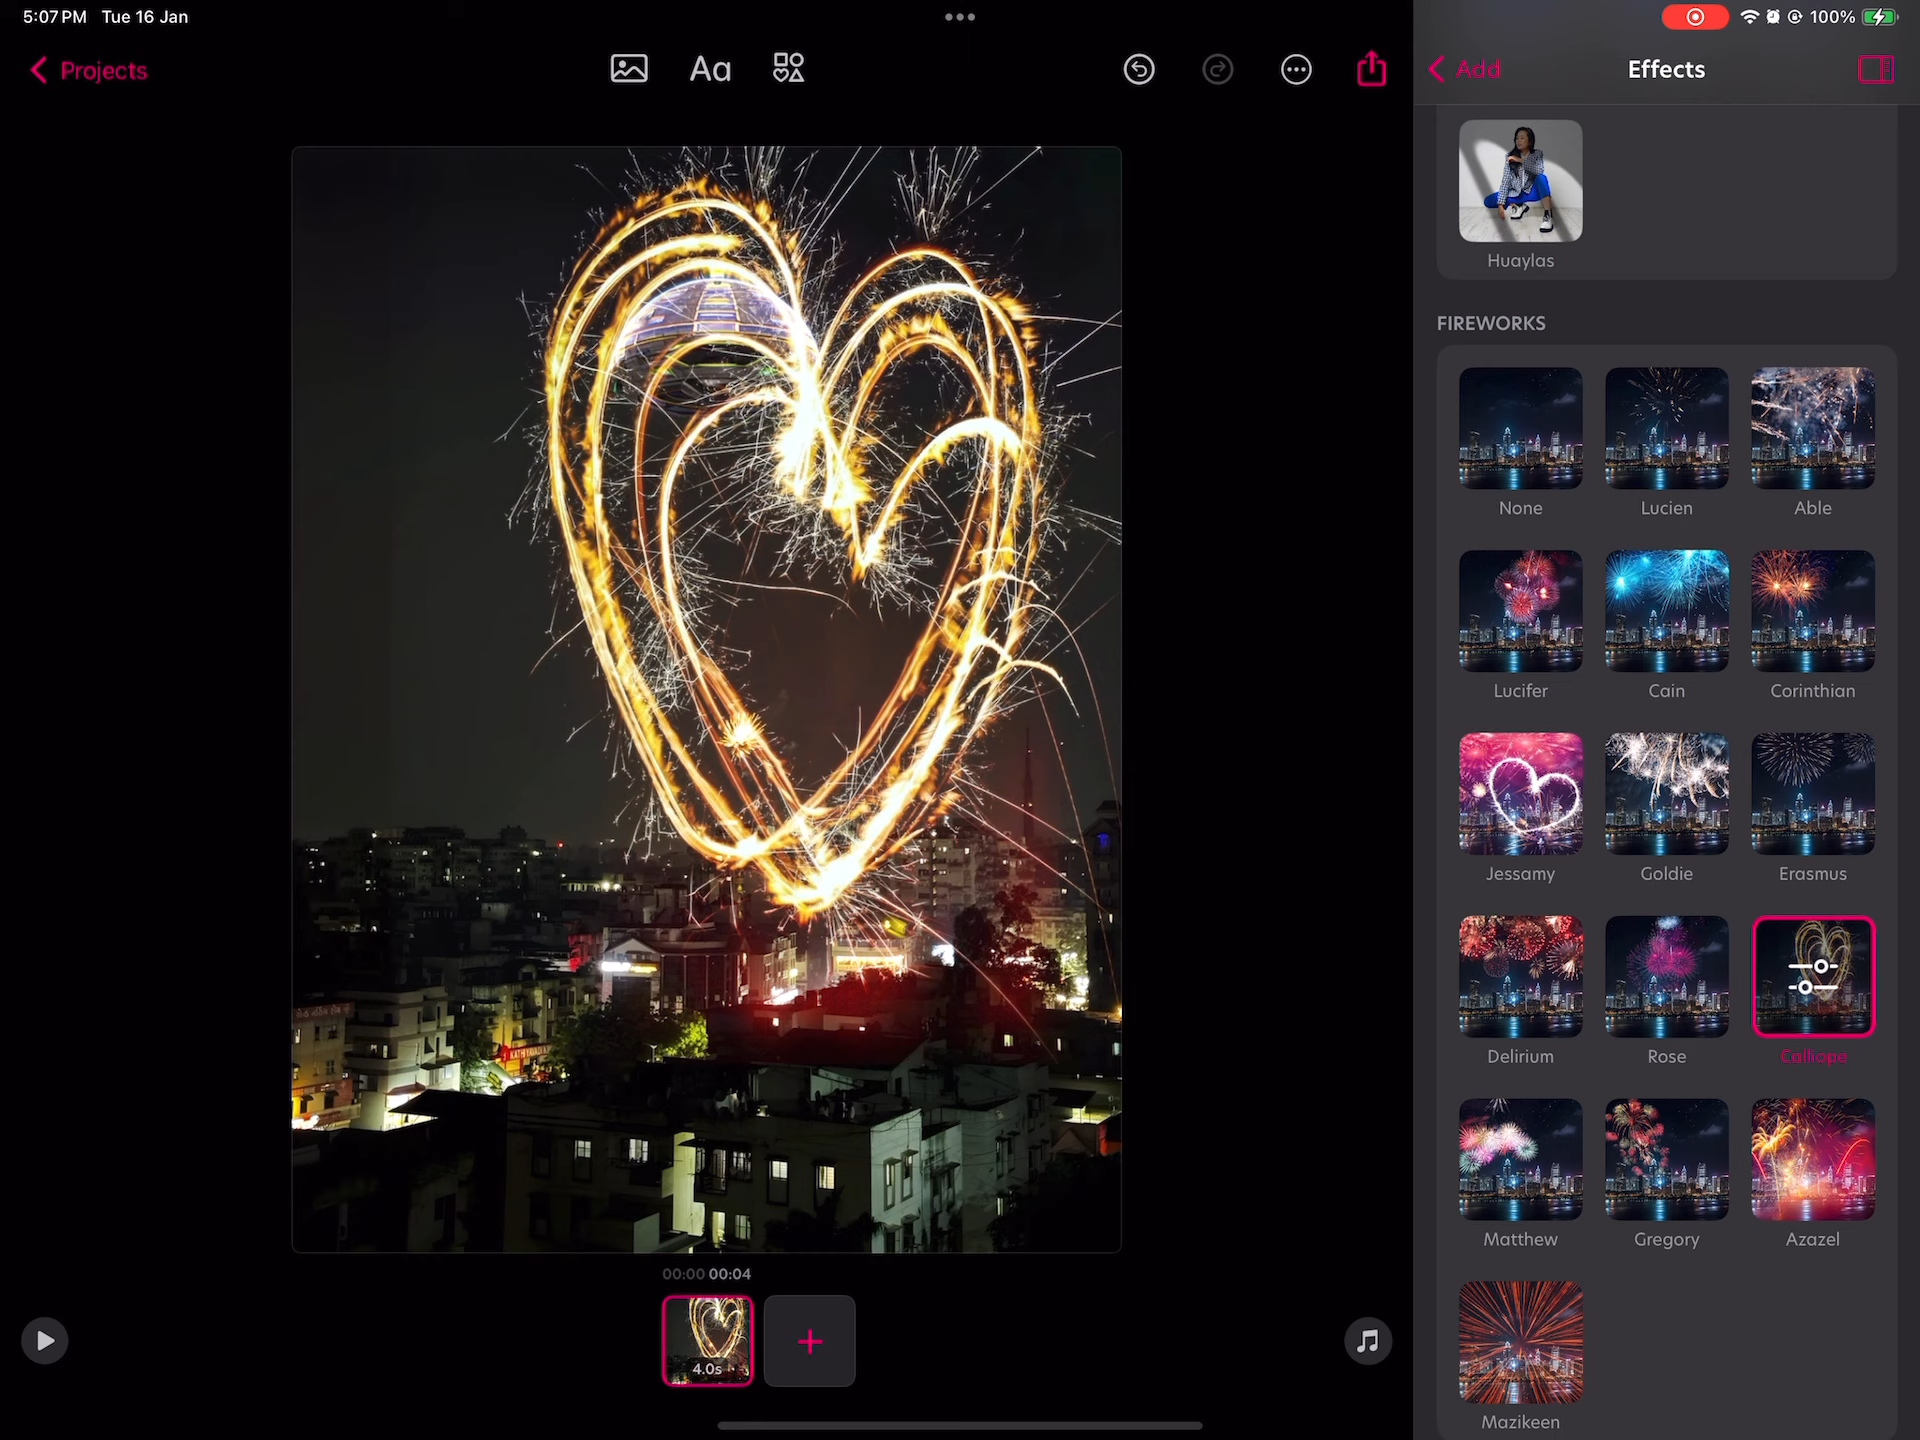 5:07 PM Tue 16 Jan
100%
Projects
Aa
Add
Effects
Huaylas
FIREWORKS
None
Lucien
Able
Lucifer
Cain
Corinthian
Jessamy
Goldie
Erasmus
Delirium
Rose
Calliope
Matthew
Gregory
Azazel
Mazikeen
00:00 00:04
4.0s